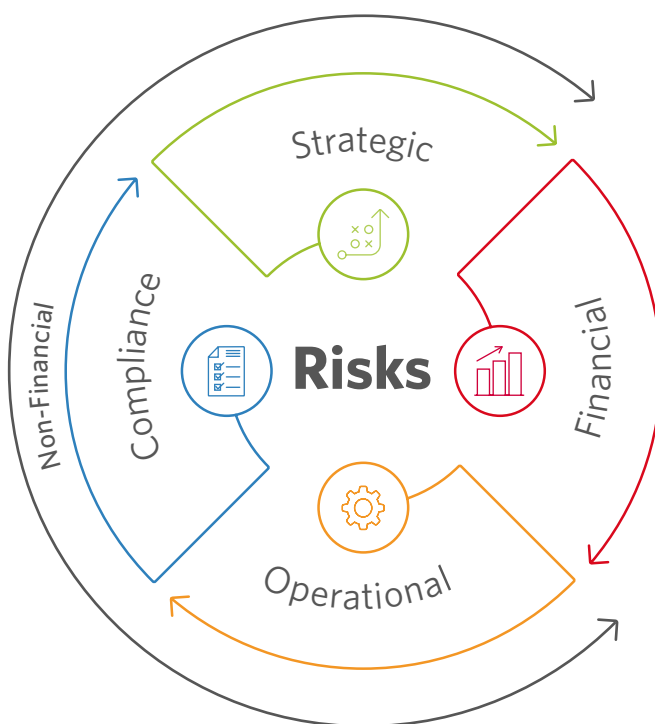 Strategic
Financial
Operational
Compliance
Non-Financial
Risks